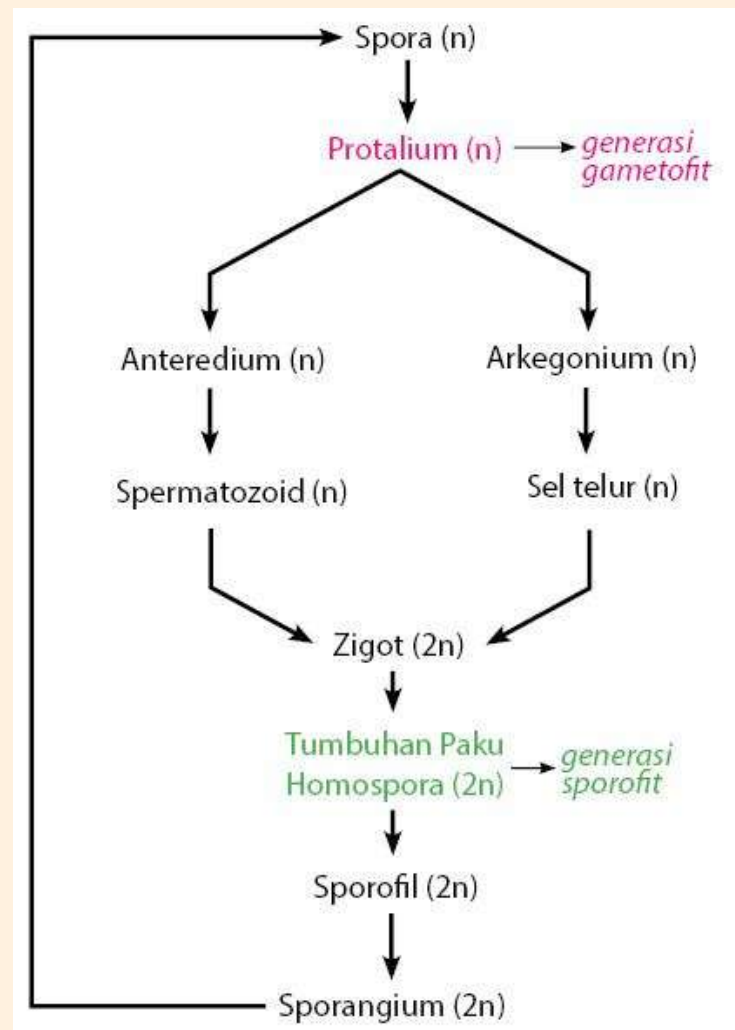 Spora (n)
Protalium (n)
generasi
gametofit
Anteredium (n)
Arkegonium (n)
Spermatozoid (n)
Sel telur (n)
Zigot (2n)
Tumbuhan Paku
Homospora (2n)
generasi
sporofit
Sporofil (2n)
Sporangium (2n)